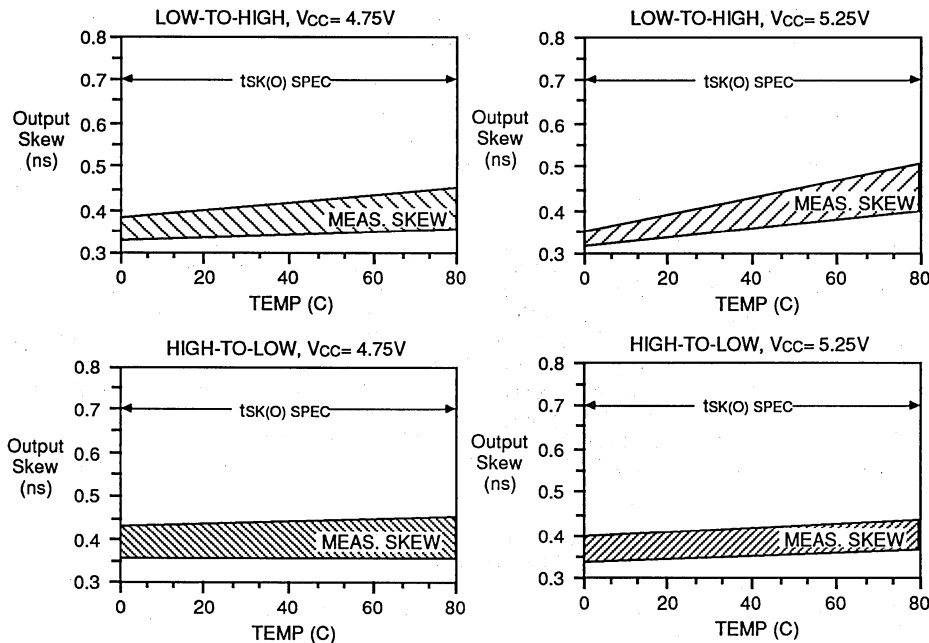 LOW-TO-HIGH, VCC= 4.75V
0.8
0.7
0.6
0.5
0.4
0.3
Output
Skew
(ns)
tSK(O) SPEC
MEAS. SKEW
0 20 40 60 80
TEMP (C)
LOW-TO-HIGH, VCC= 5.25V
0.8
0.7
0.6
0.5
0.4
0.3
Output
Skew
(ns)
tSK(O) SPEC
MEAS. SKEW
0 20 40 60 80
TEMP (C)
HIGH-TO-LOW, VCC= 4.75V
0.8
0.7
0.6
0.5
0.4
0.3
Output
Skew
(ns)
tSK(O) SPEC
MEAS. SKEW
0 20 40 60 80
TEMP (C)
HIGH-TO-LOW, VCC= 5.25V
0.8
0.7
0.6
0.5
0.4
0.3
Output
Skew
(ns)
tSK(O) SPEC
MEAS. SKEW
0 20 40 60 80
TEMP (C)